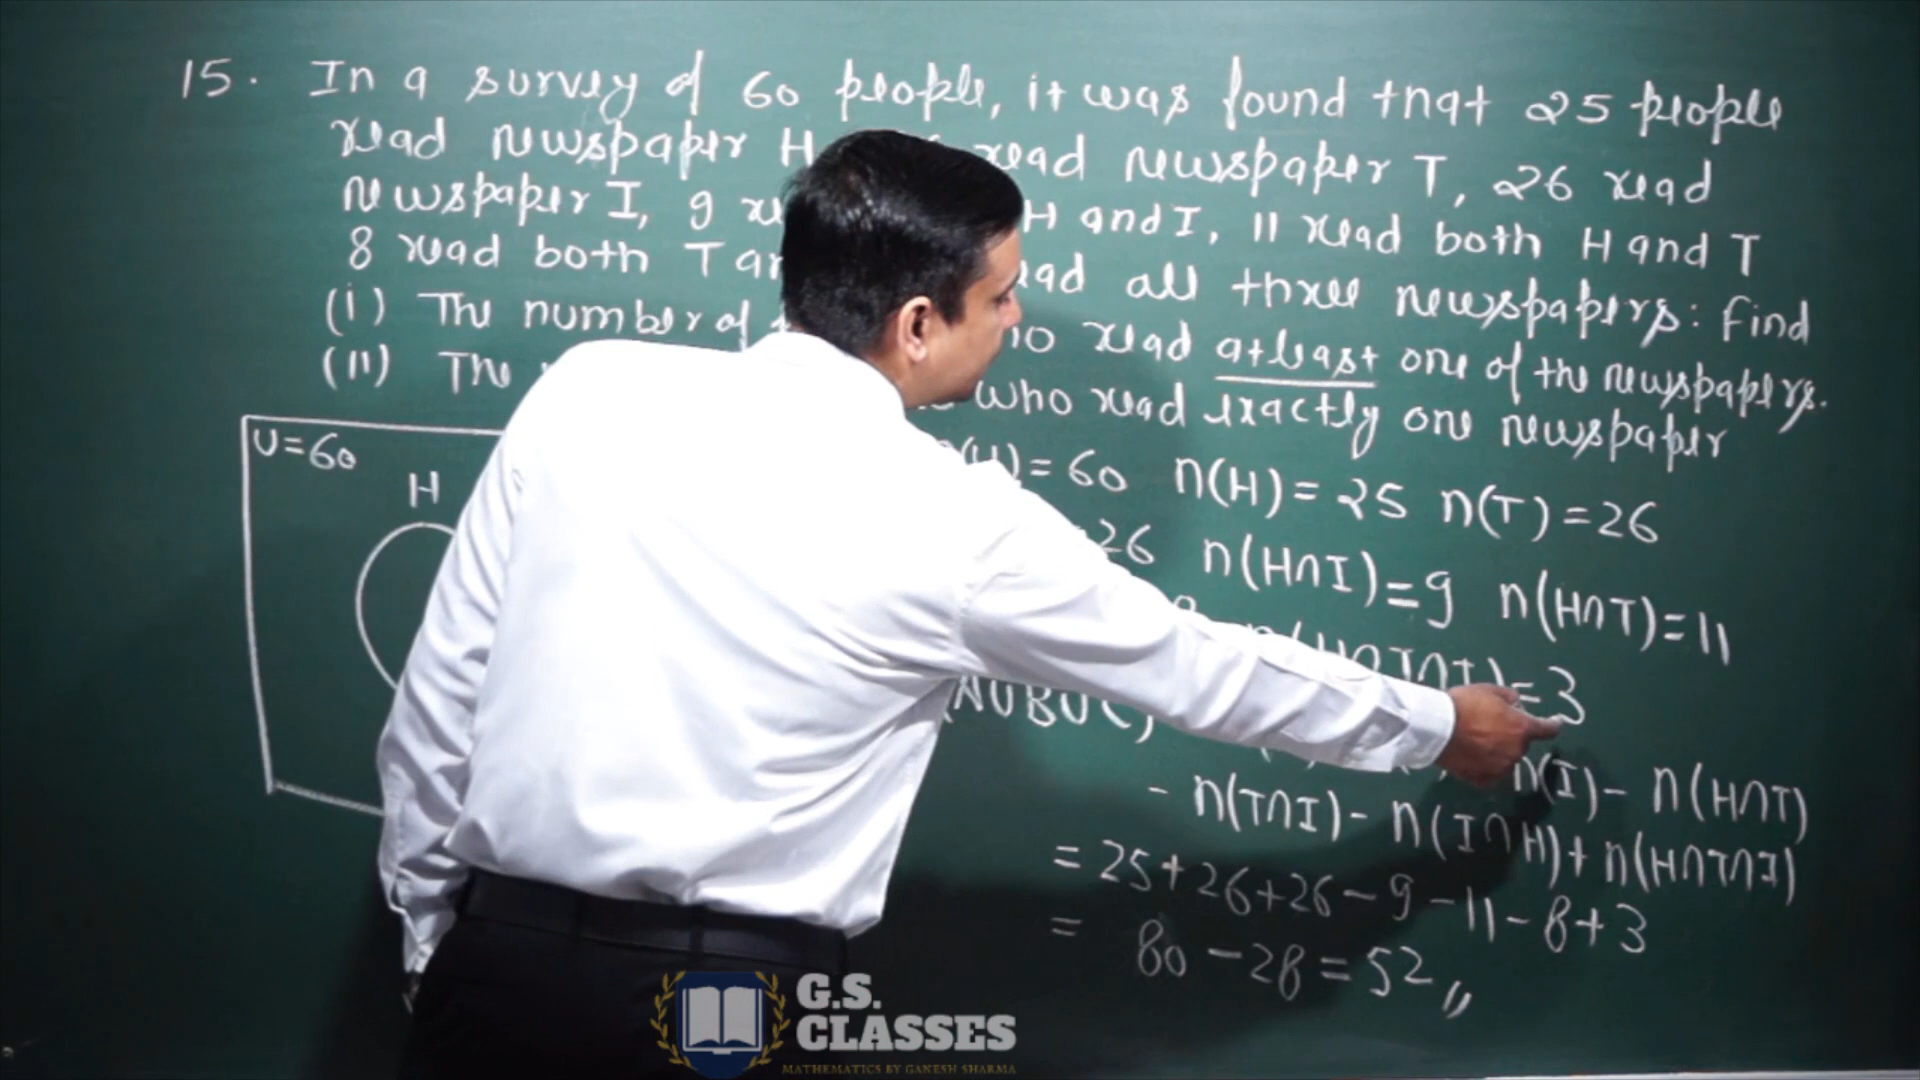 15. In a survey of 60 people, it was found that 25 people
read newspaper H read newspaper T, 26 read
newspaper I, 9 H and I, 11 read both H and T
8 read both T all three newspapers: Find
(i) The number of who read atleast one of the newspapers.
(ii) The who read exactly one newspaper
U=60
H
n(U)=60 n(H)=25 n(T)=26
=26 n(H∩I)=9 n(H∩T)=11
n(H∩T∩I)=3
(AUBUC)
n(I)- n(H∩T)
- n(T∩I)- n(I∩H)+ n(H∩T∩I)
= 25+26+26-9-11-8+3
= 80-28=52,,
G.S.
CLASSES
MATHEMATICS BY GANESH SHARMA